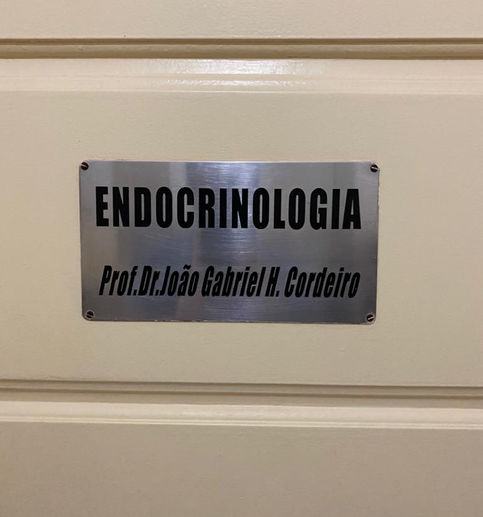 ENDOCRINOLOGIA
Prof.Dr.João Gabriel H. Cordeiro